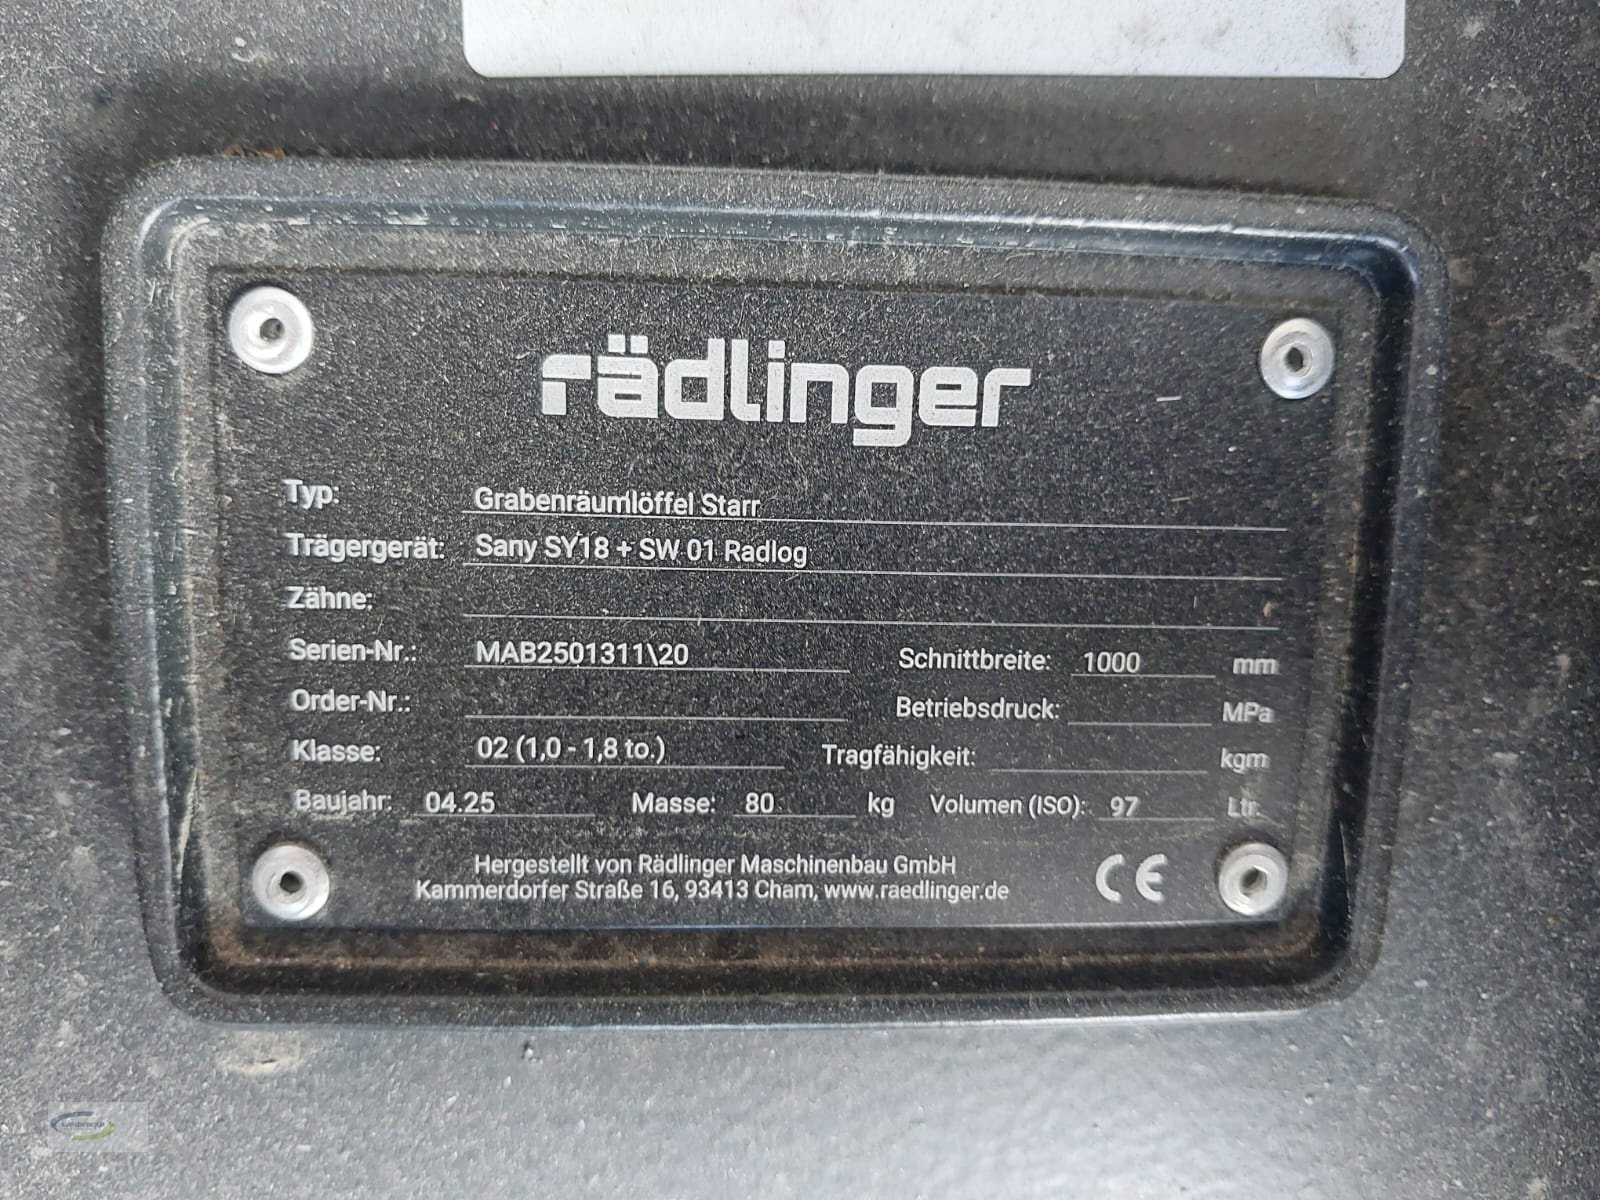 rädlinger
Typ: Grabenräumlöffel Starr
Trägergerät: Sany SY18 + SW 01 Radlog
Zähne:
Serien-Nr.: MAB2501311\20 Schnittbreite: 1000 mm
Order-Nr.: Betriebsdruck: MPa
Klasse: 02 (1,0 - 1,8 to.) Tragfähigkeit: kgm
Baujahr: 04.25 Masse: 80 kg Volumen (ISO): 97 Ltr.
Hergestellt von Rädlinger Maschinenbau GmbH
Kammerdorfer Straße 16, 93413 Cham, www.raedlinger.de
CE